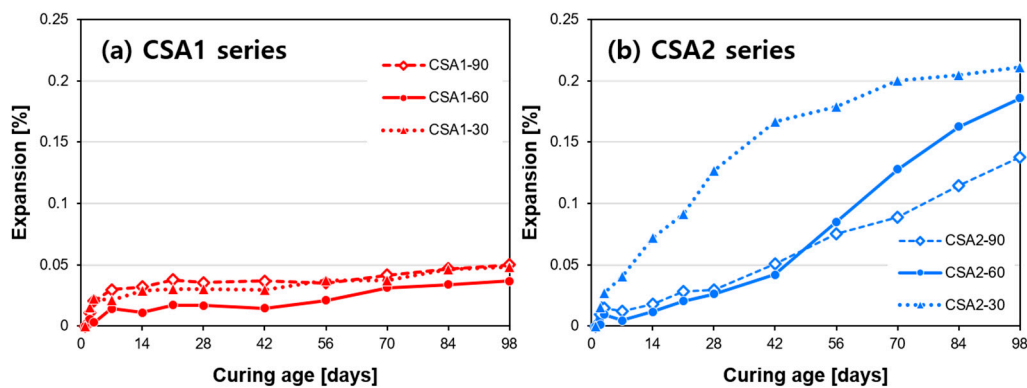 (a) CSA1 series
Expansion [%]
0.25
0.2
0.15
0.1
0.05
0
0 14 28 42 56 70 84 98
Curing age [days]
CSA1-90
CSA1-60
CSA1-30
(b) CSA2 series
Expansion [%]
0.25
0.2
0.15
0.1
0.05
0
0 14 28 42 56 70 84 98
Curing age [days]
CSA2-90
CSA2-60
CSA2-30